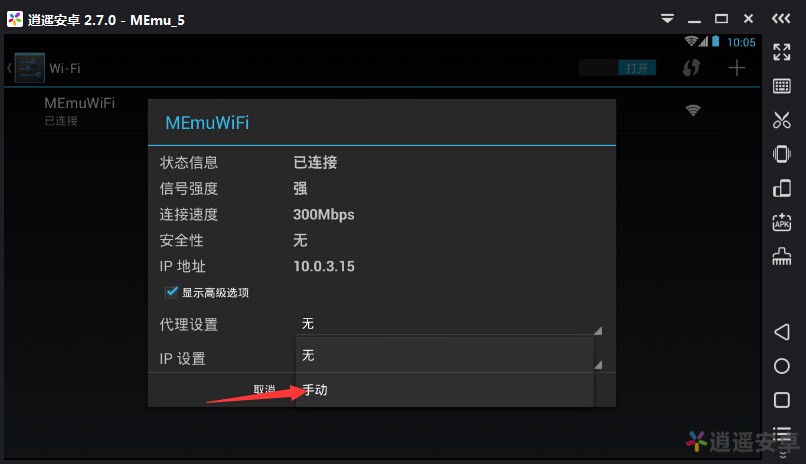 逍遥安卓 2.7.0 - MEmu_5
10:05
Wi-Fi
打开
MEmuWiFi
已连接
MEmuWiFi
状态信息 已连接
信号强度 强
连接速度 300Mbps
安全性 无
IP 地址 10.0.3.15
显示高级选项
代理设置 无
无
IP 设置
取消
手动
APK
逍遥安卓